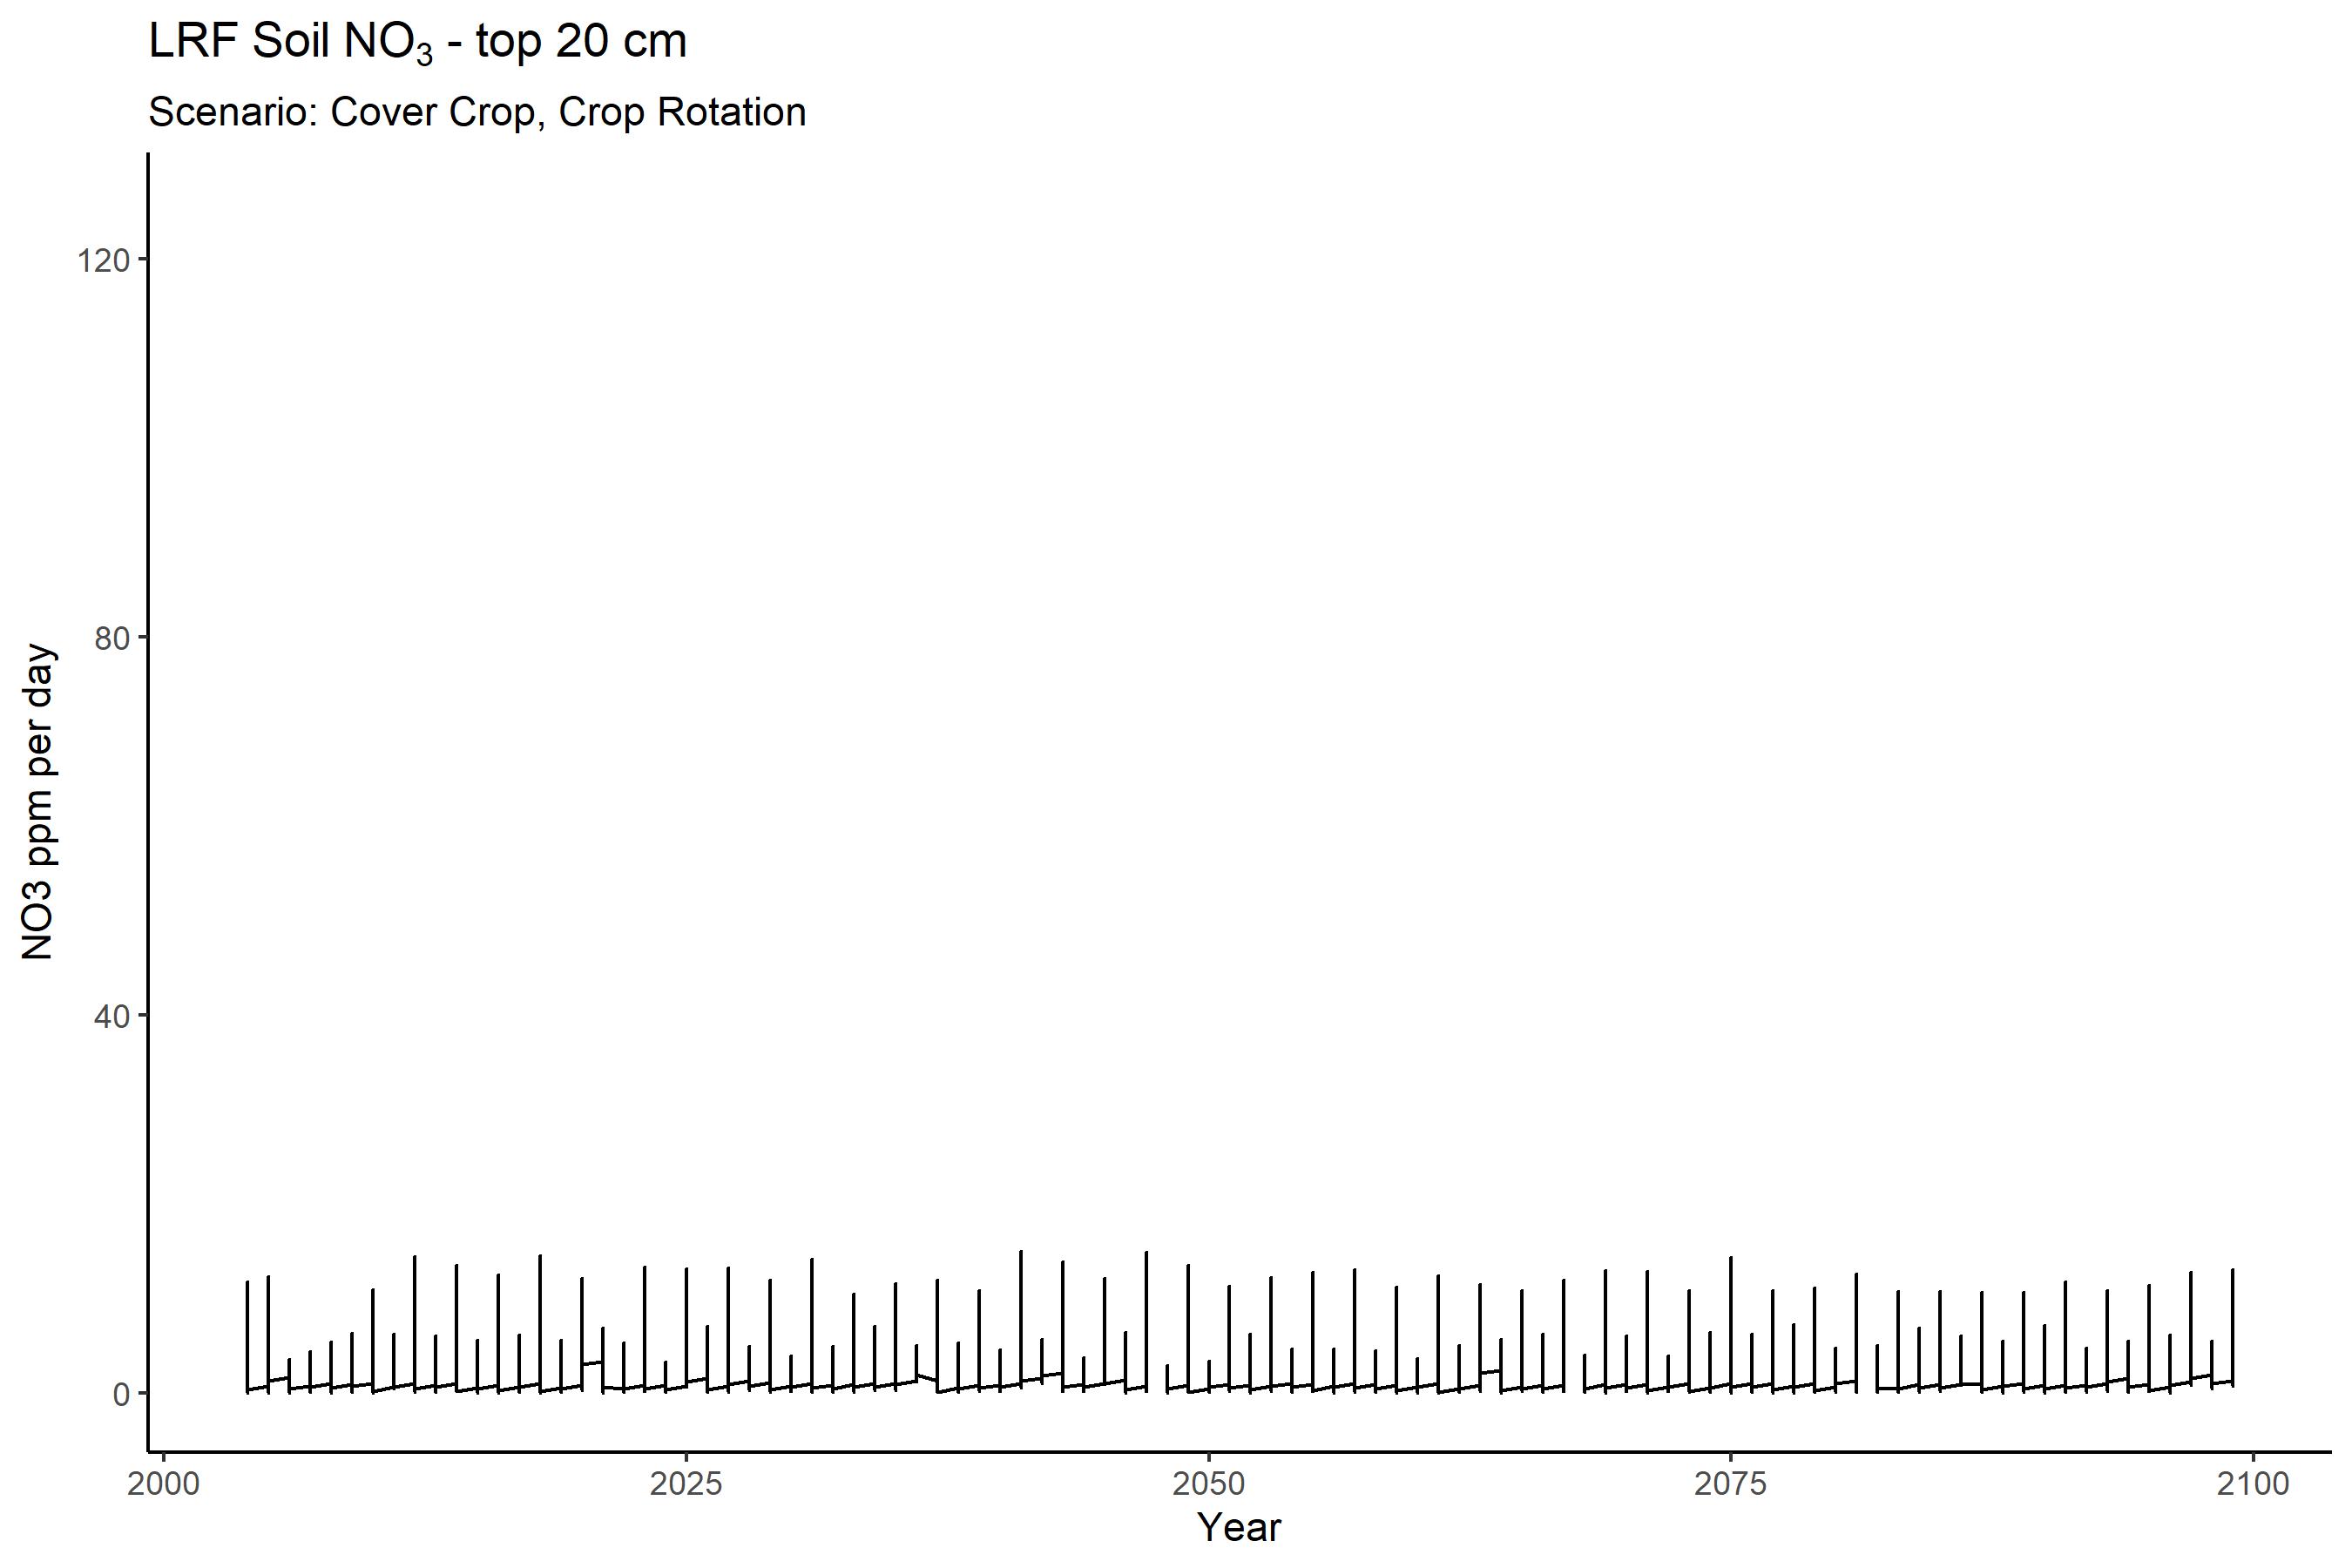 LRF Soil NO₃ - top 20 cm
Scenario: Cover Crop, Crop Rotation
120
80
40
0
NO3 ppm per day
2000 2025 2050 2075 2100
Year